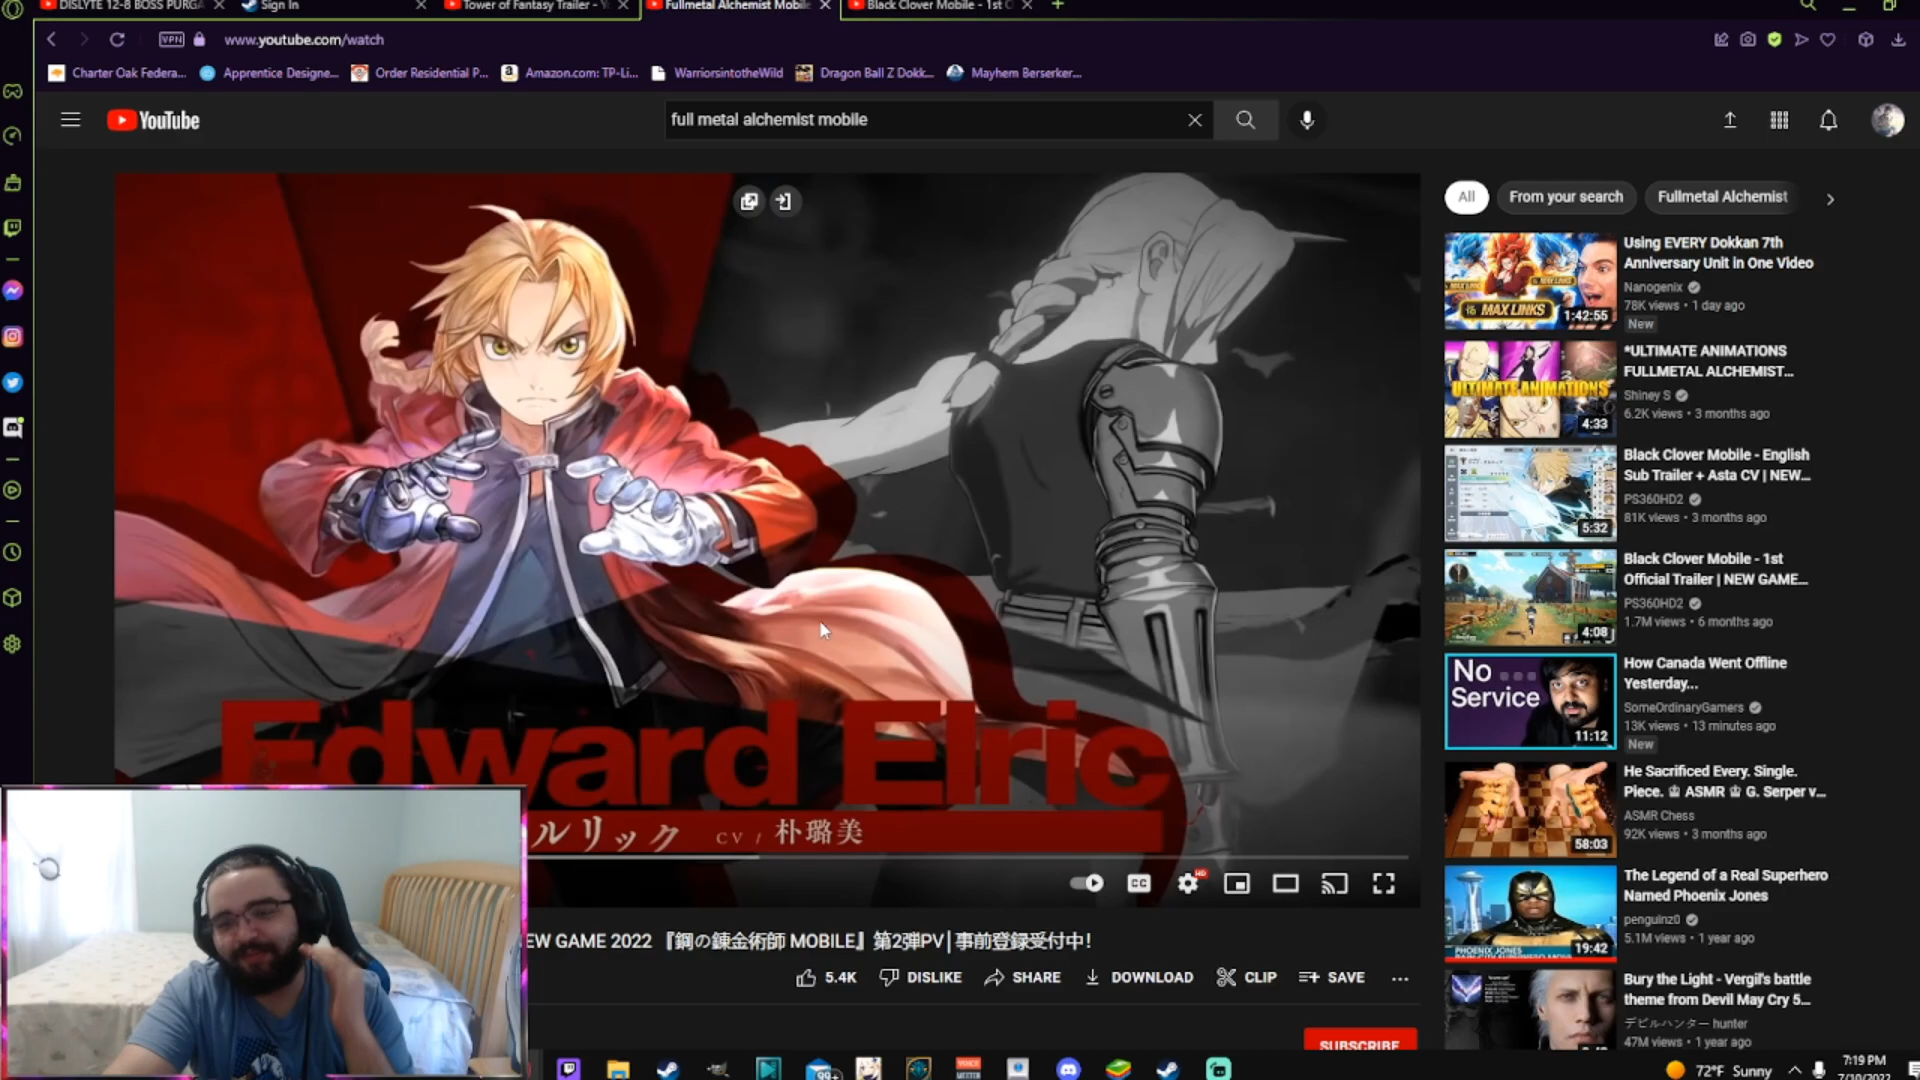 DISLYTE 12-8 BOSS PURGA
Sign In
Tower of Fantasy Trailer - Y
Fullmetal Alchemist Mobile
Black Clover Mobile - 1st O
VPN
www.youtube.com/watch
Charter Oak Federa...
Apprentice Designe...
Order Residential P...
Amazon.com: TP-Li...
WarriorsintotheWild
Dragon Ball Z Dokk...
Mayhem Berserker...
YouTube
full metal alchemist mobile
All
From your search
Fullmetal Alchemist
MAX LINKS
1:42:55
Using EVERY Dokkan 7th
Anniversary Unit in One Video
Nanogenix
78K views • 1 day ago
New
ULTIMATE ANIMATIONS
4:33
*ULTIMATE ANIMATIONS
FULLMETAL ALCHEMIST...
Shiney S
6.2K views • 3 months ago
5:32
Black Clover Mobile - English
Sub Trailer + Asta CV | NEW...
PS360HD2
81K views • 3 months ago
4:08
Black Clover Mobile - 1st
Official Trailer | NEW GAME...
PS360HD2
1.7M views • 6 months ago
No
Service
11:12
How Canada Went Offline
Yesterday...
SomeOrdinaryGamers
13K views • 13 minutes ago
New
58:03
He Sacrificed Every. Single.
Piece. ♚ ASMR ♚ G. Serper v...
ASMR Chess
92K views • 3 months ago
PHOENIX JONES
19:42
The Legend of a Real Superhero
Named Phoenix Jones
penguinz0
5.1M views • 1 year ago
Bury the Light - Vergil's battle
theme from Devil May Cry 5...
デビルハンター hunter
47M views • 1 year ago
Edward Elric
ルリック CV / 朴璐美
CC
HD
EW GAME 2022 『鋼の錬金術師 MOBILE』第2弾PV│事前登録受付中!
5.4K
DISLIKE
SHARE
DOWNLOAD
CLIP
SAVE
SUBSCRIBE
99+
72°F Sunny
7:19 PM
7/10/2022